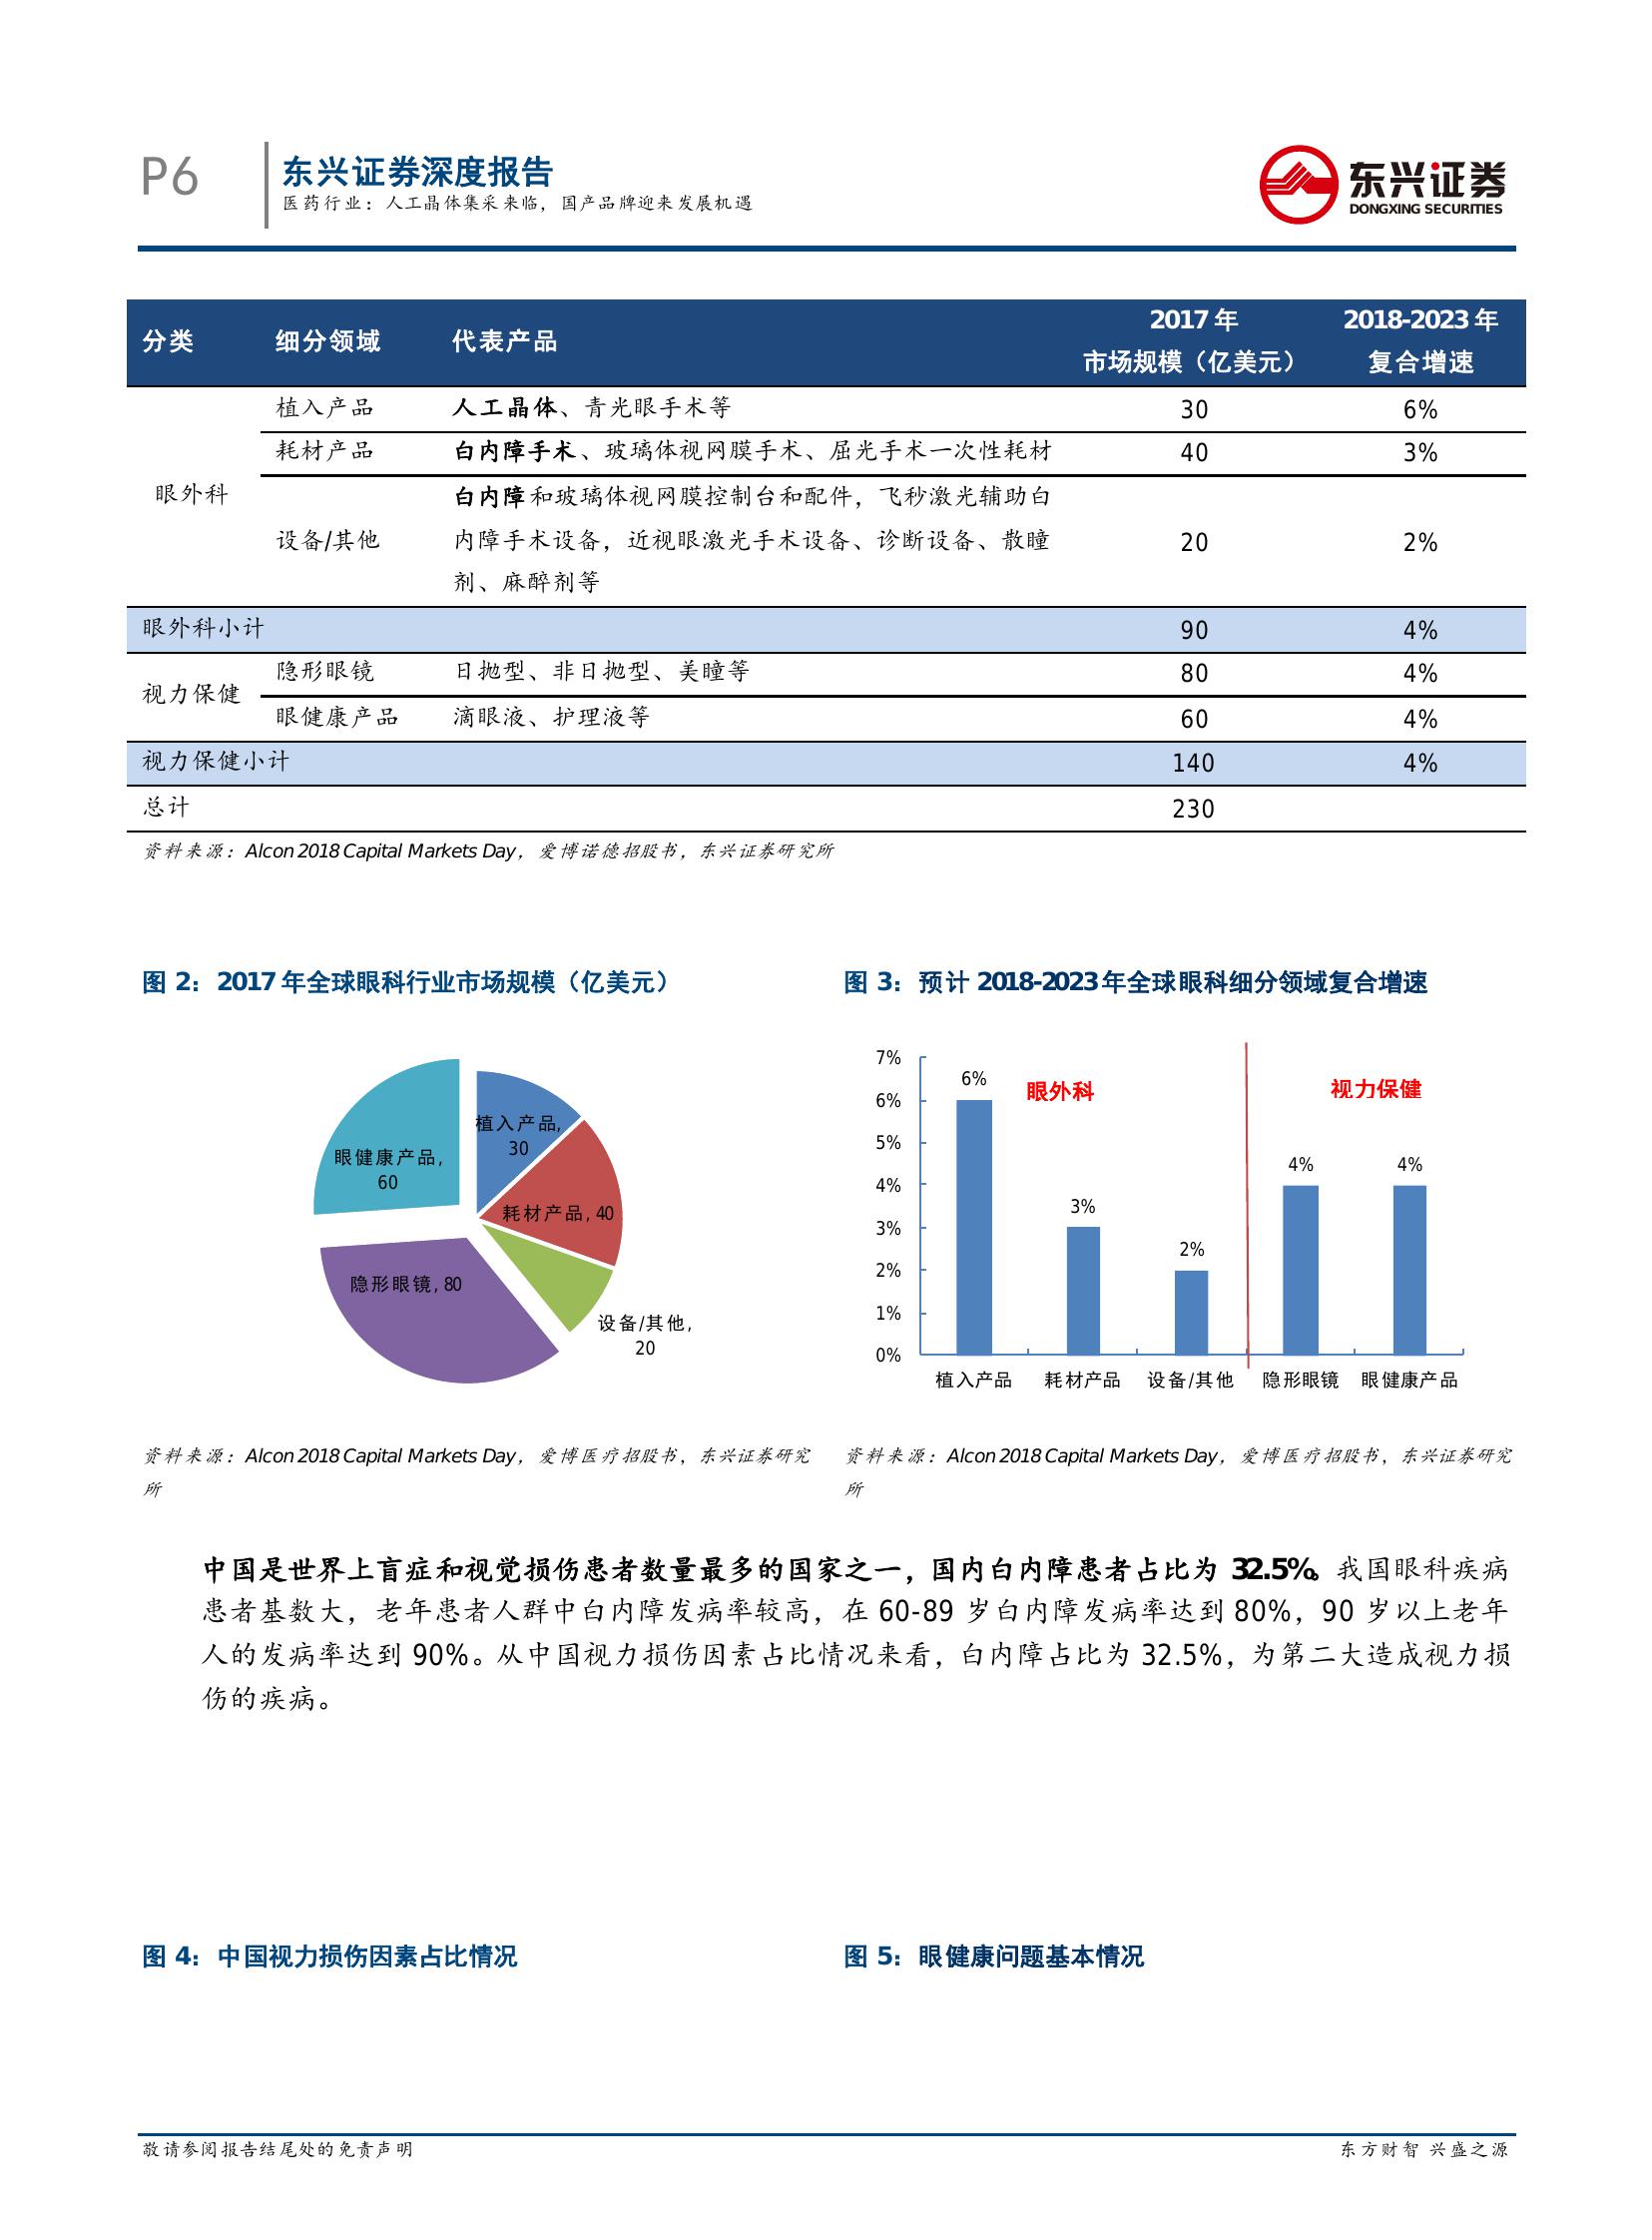 P6
东兴证券深度报告
医药行业：人工晶体集采来临，国产品牌迎来发展机遇
东兴证券
DONGXING SECURITIES
分类 细分领域 代表产品 2017 年 市场规模（亿美元） 2018-2023 年 复合增速
眼外科
植入产品 人工晶体、青光眼手术等 30 6%
耗材产品 白内障手术、玻璃体视网膜手术、屈光手术一次性耗材 40 3%
设备/其他
白内障和玻璃体视网膜控制台和配件，飞秒激光辅助白
内障手术设备，近视眼激光手术设备、诊断设备、散瞳
剂、麻醉剂等
20 2%
眼外科小计 90 4%
视力保健
隐形眼镜 日抛型、非日抛型、美瞳等 80 4%
眼健康产品 滴眼液、护理液等 60 4%
视力保健小计 140 4%
总计 230
资料来源：Alcon 2018 Capital Markets Day，爱博诺德招股书，东兴证券研究所
图 2：2017 年全球眼科行业市场规模（亿美元）
植入产品,
30
耗材产品, 40
设备/其他,
20
隐形眼镜, 80
眼健康产品,
60
资料来源：Alcon 2018 Capital Markets Day，爱博医疗招股书，东兴证券研究
所
图 3：预计 2018-2023 年全球眼科细分领域复合增速
7%
6%
5%
4%
3%
2%
1%
0%
6%
3%
2%
4%
4%
眼外科
视力保健
植入产品 耗材产品 设备/其他 隐形眼镜 眼健康产品
资料来源：Alcon 2018 Capital Markets Day，爱博医疗招股书，东兴证券研究
所
中国是世界上盲症和视觉损伤患者数量最多的国家之一，国内白内障患者占比为 32.5%。我国眼科疾病
患者基数大，老年患者人群中白内障发病率较高，在 60-89 岁白内障发病率达到 80%，90 岁以上老年
人的发病率达到 90%。从中国视力损伤因素占比情况来看，白内障占比为 32.5%，为第二大造成视力损
伤的疾病。
图 4：中国视力损伤因素占比情况
图 5：眼健康问题基本情况
敬请参阅报告结尾处的免责声明
东方财智 兴盛之源